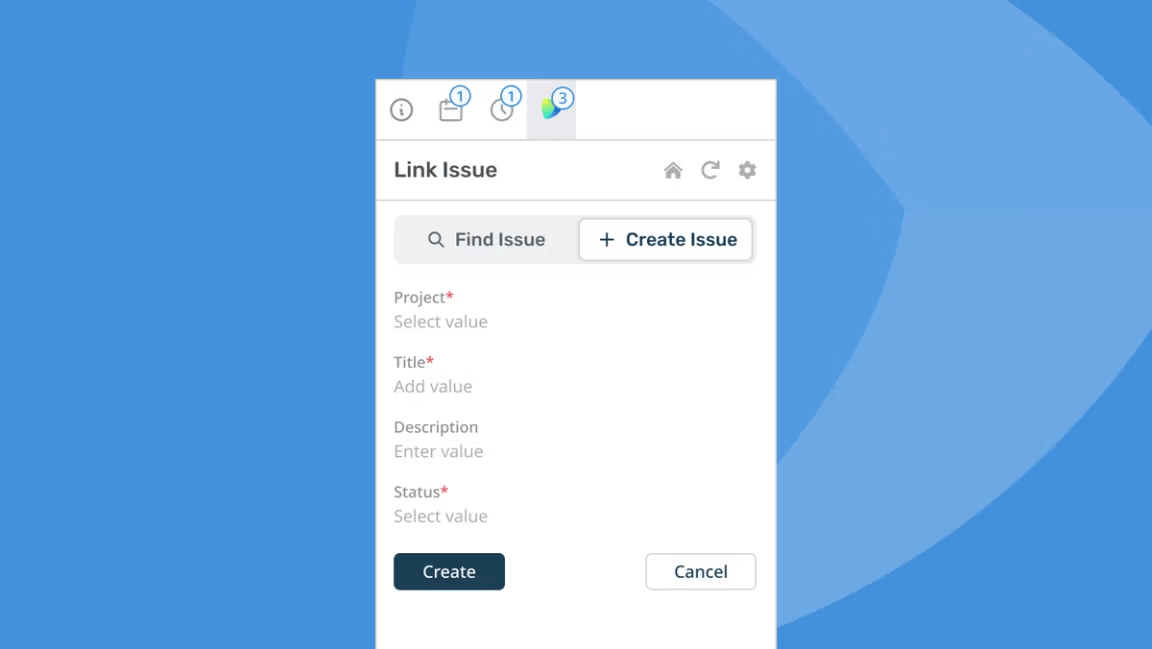 1 1 3
Link Issue
Find Issue + Create Issue
Project*
Select value
Title*
Add value
Description
Enter value
Status*
Select value
Create Cancel